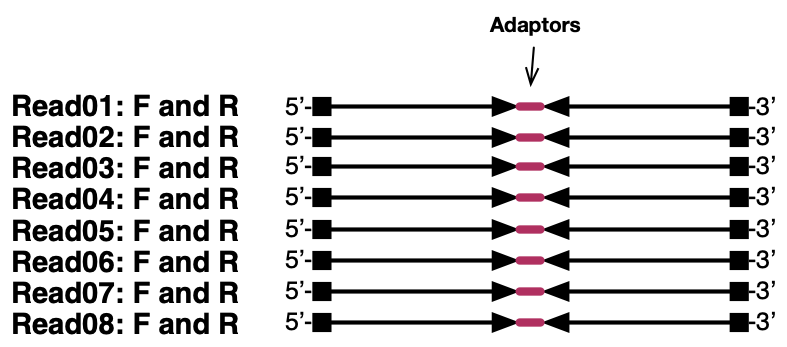 Adaptors
Read01: F and R 5’- -3’
Read02: F and R 5’- -3’
Read03: F and R 5’- -3’
Read04: F and R 5’- -3’
Read05: F and R 5’- -3’
Read06: F and R 5’- -3’
Read07: F and R 5’- -3’
Read08: F and R 5’- -3’